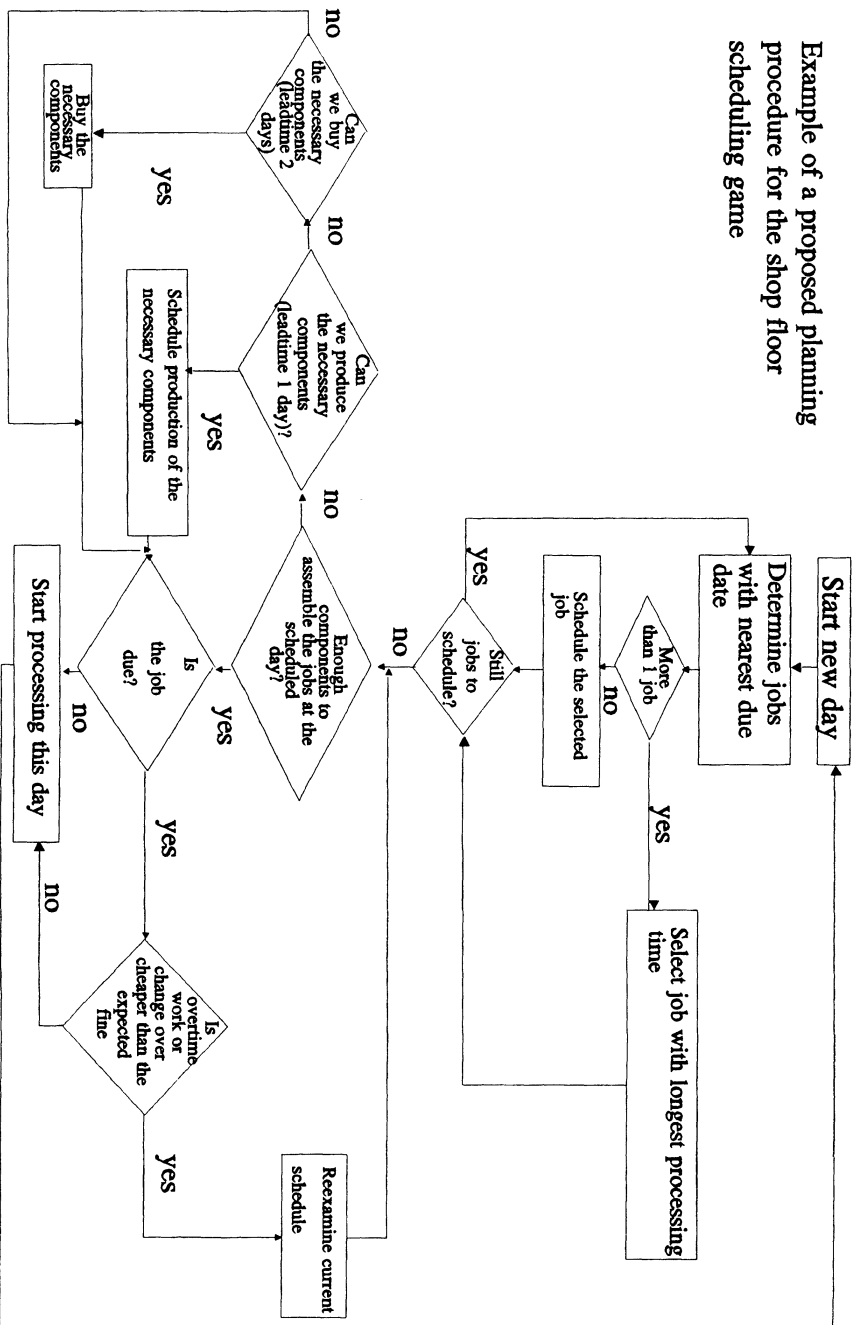 Example of a proposed planning
procedure for the shop floor
scheduling game
Start new day
Determine jobs
with nearest due
date
More
than 1 job
yes
no
Select job with longest processing
time
Schedule the selected
job
Still
jobs to
schedule?
yes
no
Enough
components to
assemble the jobs at the
scheduled
day?
no
yes
Can
we produce
the necessary
components
(leadtime 1 day)?
no
yes
Can
we buy
the necessary
components
(leadtime 2
days)
no
yes
Buy the
necessary
components
Schedule production of the
necessary components
Is
the job
due?
no
yes
Is
overtime
work or
change over
cheaper than the
expected
fine
no
yes
Reexamine current
schedule
Start processing this day